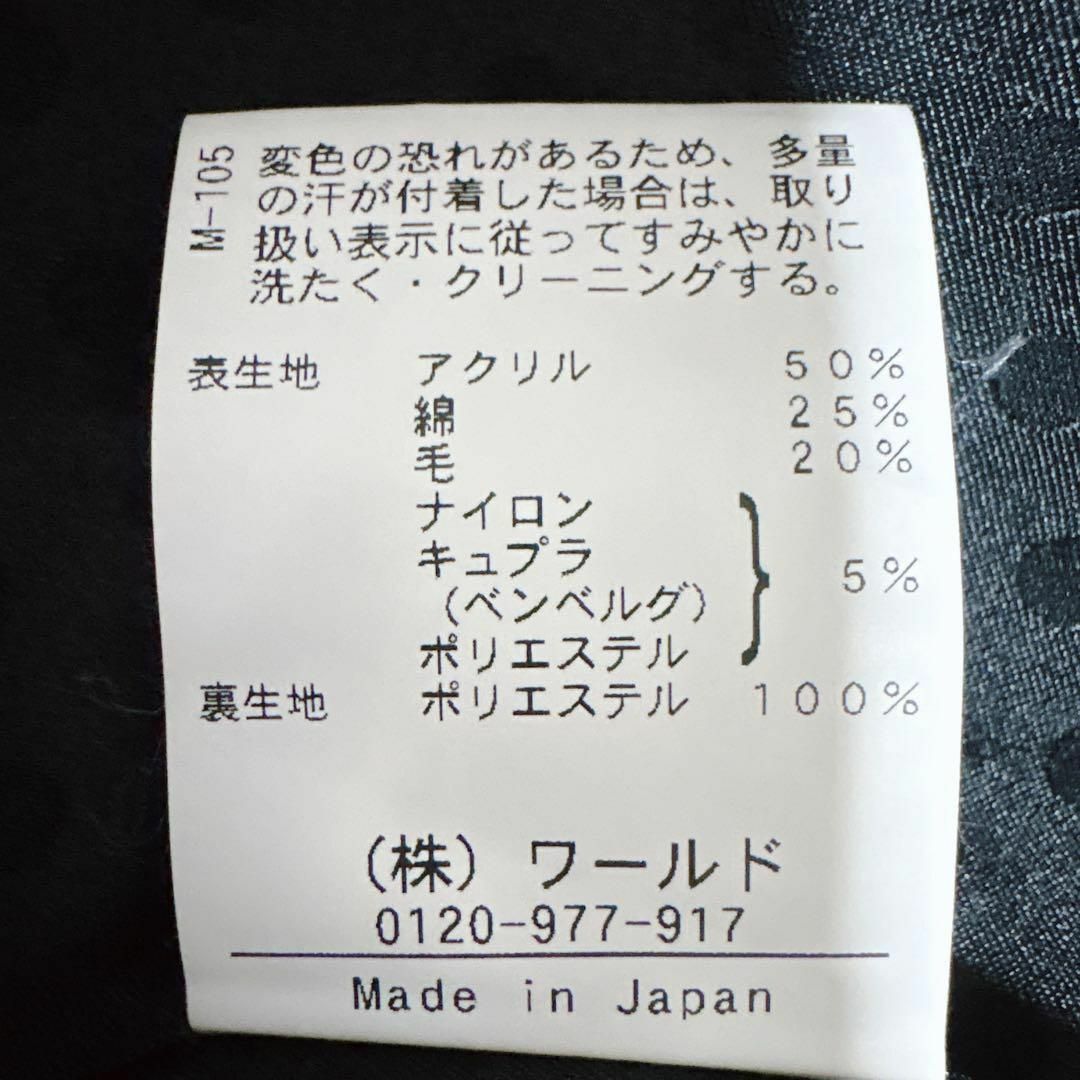 M-105
変色の恐れがあるため、多量
の汗が付着した場合は、取り
扱い表示に従ってすみやかに
洗たく・クリーニングする。
表生地 アクリル 50%
綿 25%
毛 20%
ナイロン
キュプラ
(ベンベルグ)
ポリエステル
} 5%
裏生地 ポリエステル 100%
(株) ワールド
0120-977-917
Made in Japan